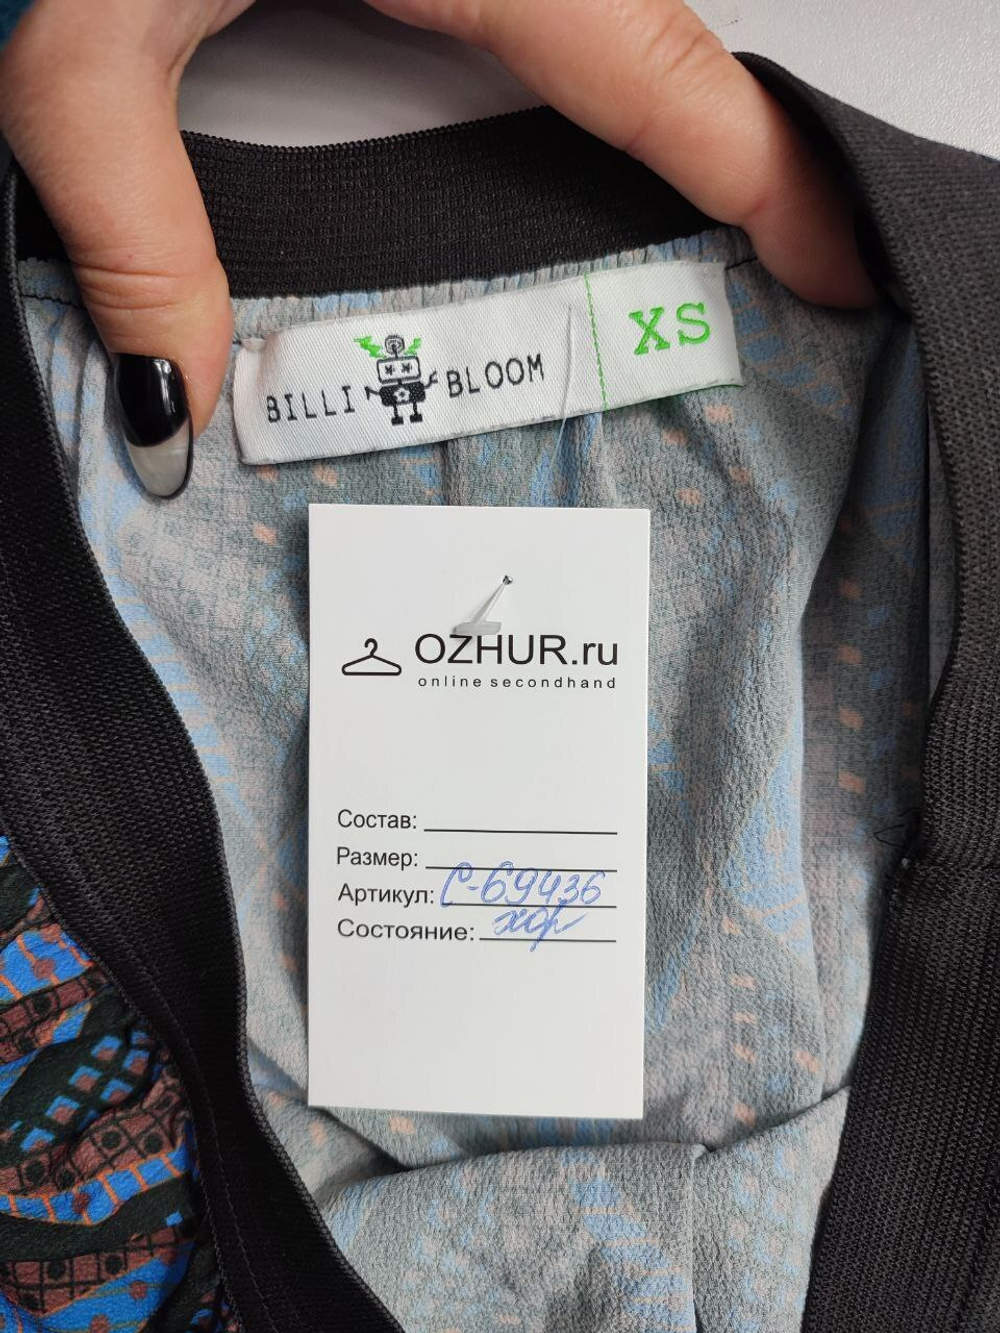 BILLI BLOOM XS
OZHUR.ru
online secondhand
Состав:
Размер:
Артикул: С-69436
Состояние: хор